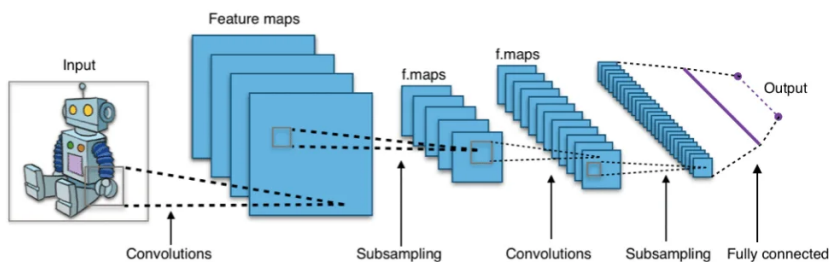 Feature maps
Input
f.maps
f.maps
Output
Convolutions
Subsampling
Convolutions
Subsampling
Fully connected